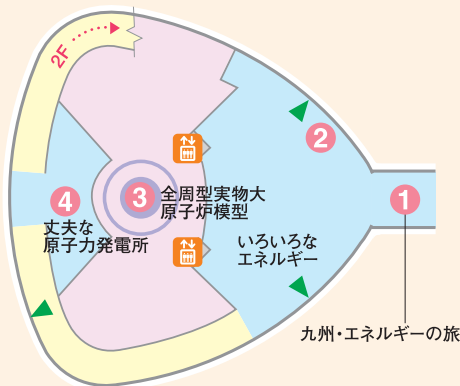 2F
2
4
3
全周型実物大
原子炉模型
1
丈夫な
原子力発電所
いろいろな
エネルギー
九州・エネルギーの旅